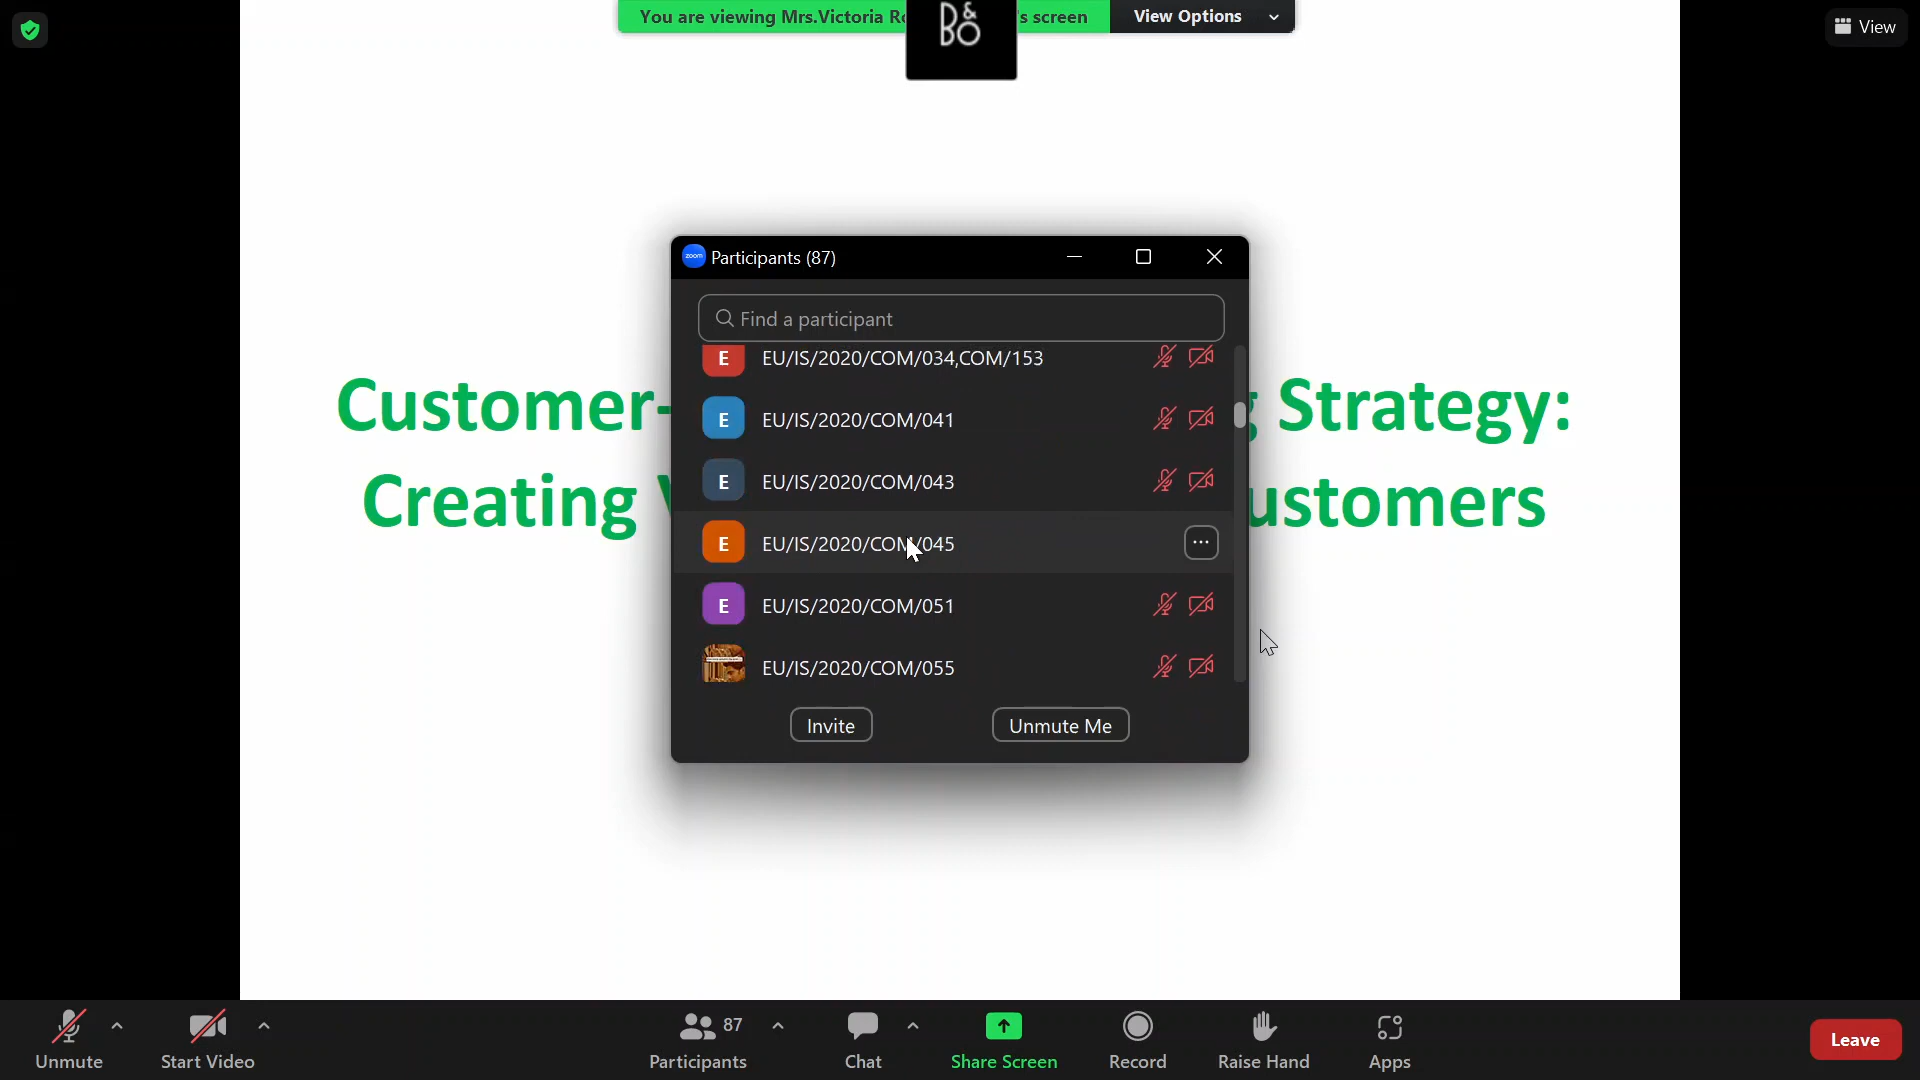 You are viewing Mrs.Victoria
's screen
View Options
B&O
View
zoom
Participants (87)
Find a participant
EU/IS/2020/COM/034,COM/153
E EU/IS/2020/COM/041
E EU/IS/2020/COM/043
E EU/IS/2020/COM/045
E EU/IS/2020/COM/051
EU/IS/2020/COM/055
Invite
Unmute Me
Customer- Strategy:
Creating
Unmute
Start Video
87
Participants
Chat
Share Screen
Record
Raise Hand
Apps
Leave